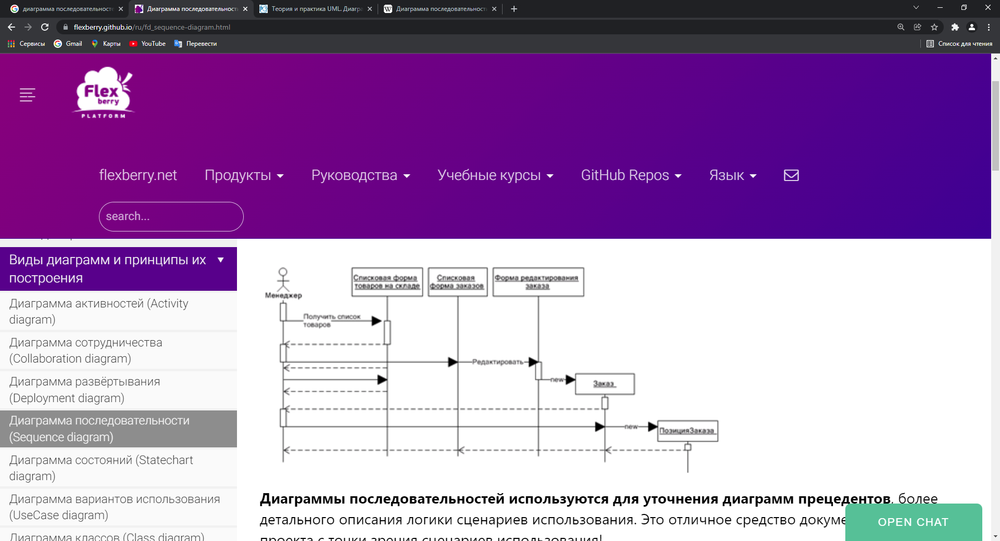 диаграмма последовательносте
Диаграмма последовательност
Теория и практика UML. Диагра
Диаграмма последовательност
flexberry.github.io/ru/fd_sequence-diagram.html
Сервисы
Gmail
Карты
YouTube
Перевести
Список для чтения
Flex
berry
PLATFORM
flexberry.net
Продукты
Руководства
Учебные курсы
GitHub Repos
Язык
search...
Виды диаграмм и принципы их
построения
Диаграмма активностей (Activity
diagram)
Диаграмма сотрудничества
(Collaboration diagram)
Диаграмма развёртывания
(Deployment diagram)
Диаграмма последовательности
(Sequence diagram)
Диаграмма состояний (Statechart
diagram)
Диаграмма вариантов использования
(UseCase diagram)
Диаграмма классов (Class diagram)
Менеджер
Списковая форма
товаров на складе
Списковая
форма заказов
Форма редактирования
заказа
Получить список
товаров
Редактировать
new
Заказ
new
ПозицияЗаказа
Диаграммы последовательностей используются для уточнения диаграмм прецедентов, более
детального описания логики сценариев использования. Это отличное средство докуме
проекта с точки зрения сценариев использования!
OPEN CHAT